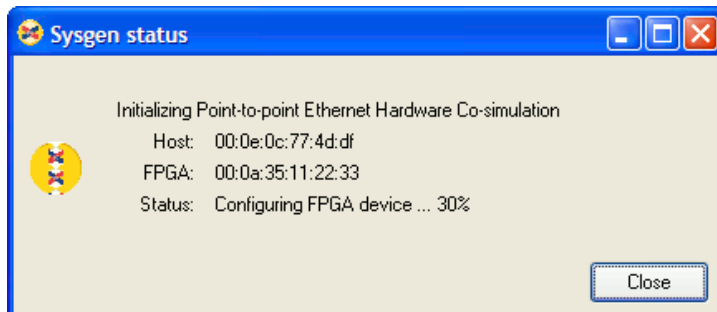 Sysgen status
Initializing Point-to-point Ethernet Hardware Co-simulation
Host: 00:0e:0c:77:4d:df
FPGA: 00:0a:35:11:22:33
Status: Configuring FPGA device ... 30%
Close